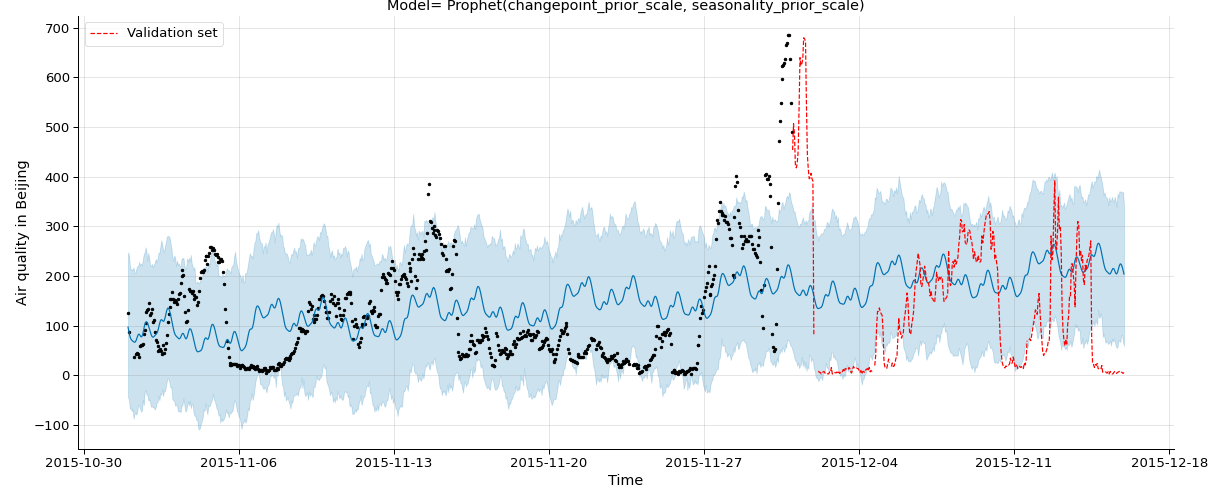 Model= Prophet(changepoint_prior_scale, seasonality_prior_scale)
Validation set
Air quality in Beijing
700
600
500
400
300
200
100
0
−100
2015-10-30 2015-11-06 2015-11-13 2015-11-20 2015-11-27 2015-12-04 2015-12-11 2015-12-18
Time